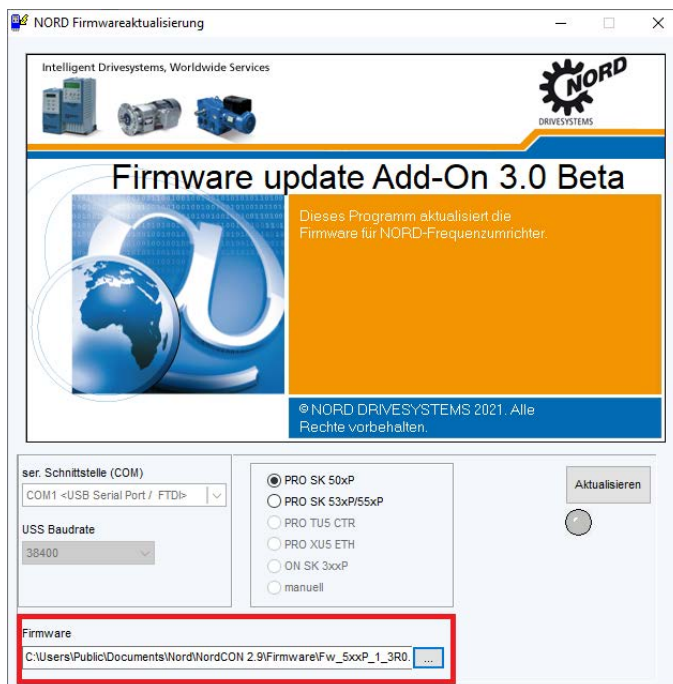 NORD Firmwareaktualisierung
Intelligent Drivesystems, Worldwide Services
NORD
DRIVESYSTEMS
Firmware update Add-On 3.0 Beta
Dieses Programm aktualisiert die
Firmware für NORD-Frequenzumrichter.
© NORD DRIVESYSTEMS 2021. Alle
Rechte vorbehalten.
ser. Schnittstelle (COM)
COM1 <USB Serial Port / FTDI>
USS Baudrate
38400
PRO SK 50xP
PRO SK 53xP/55xP
PRO TU5 CTR
PRO XU5 ETH
ON SK 3xxP
manuell
Aktualisieren
Firmware
C:\Users\Public\Documents\Nord\NordCON 2.9\Firmware\Fw_5xxP_1_3R0.
...